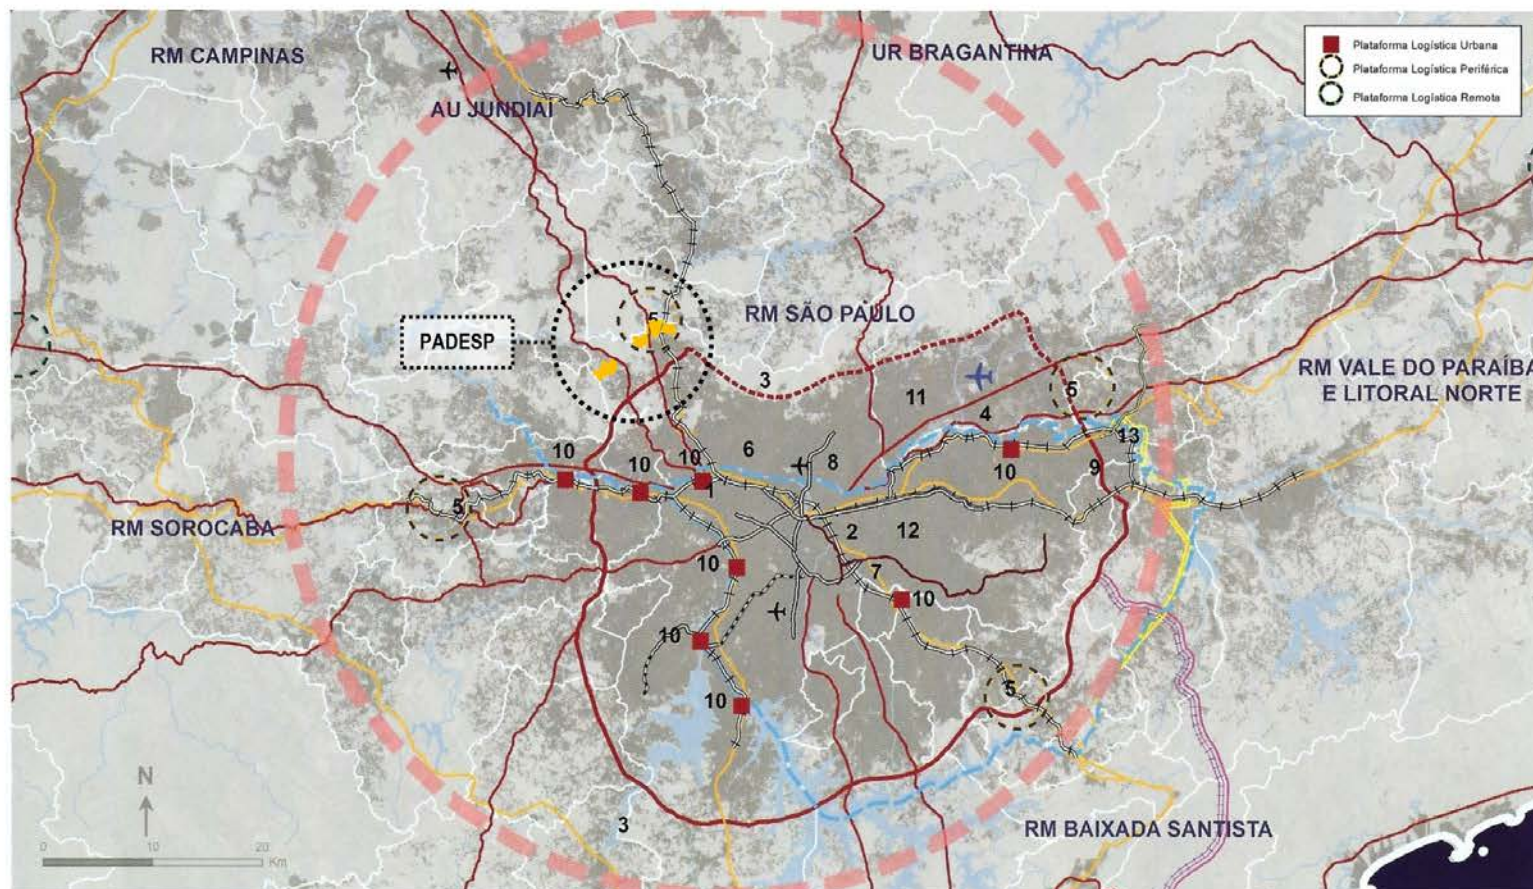 RM CAMPINAS
UR BRAGANTINA
Plataforma Logística Urbana
Plataforma Logística Periférica
Plataforma Logística Remota
AU JUNDIAÍ
RM SÃO PAULO
5
PADESP
3
RM VALE DO PARAÍBA
E LITORAL NORTE
5
11
4
10
10
10
6
8
10
13
9
1
5
RM SOROCABA
2
12
10
7
10
10
5
10
3
RM BAIXADA SANTISTA
N
0
10
20
Km